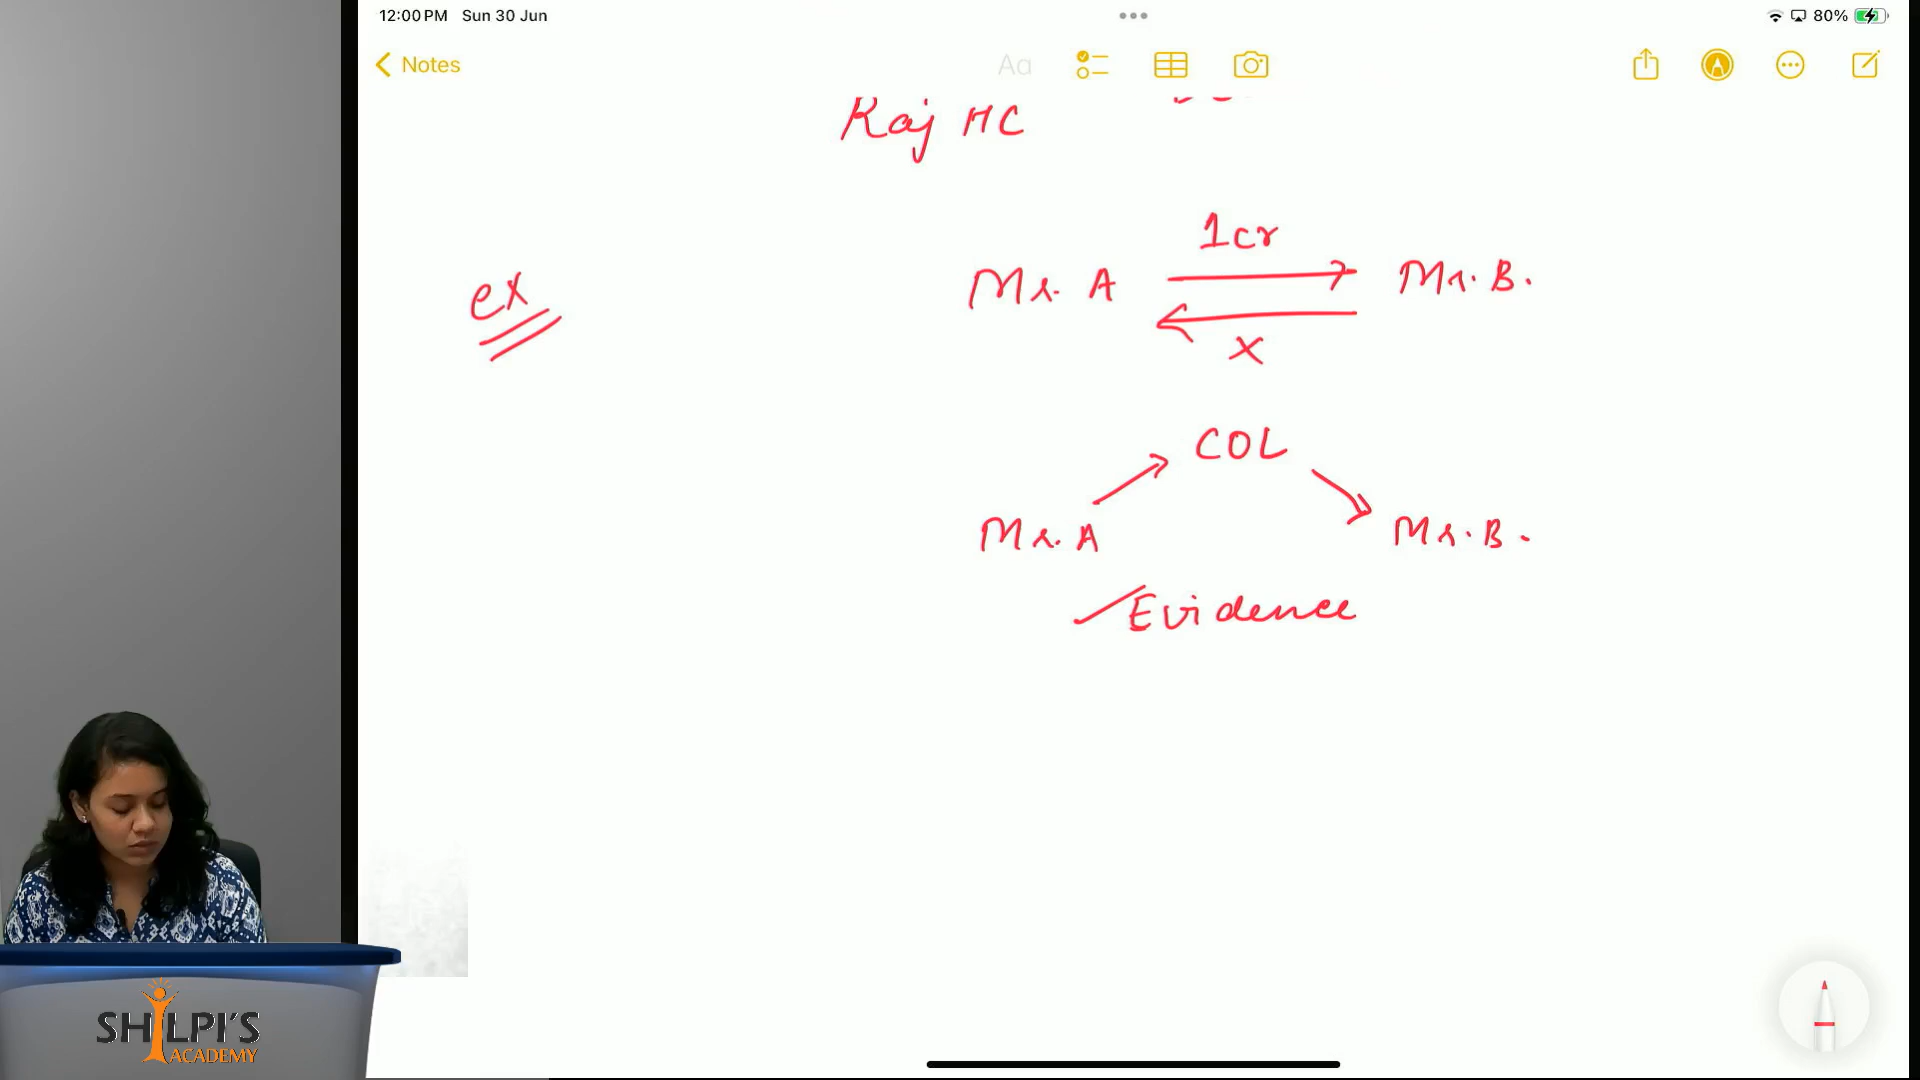 12:00 PM Sun 30 Jun
80%
Notes
Aa
Raj HC
1cr
Mr. A
Mr. B.
ex
x
COL
Mr. A
Mr. B.
Evidence
SHILPI'S
ACADEMY